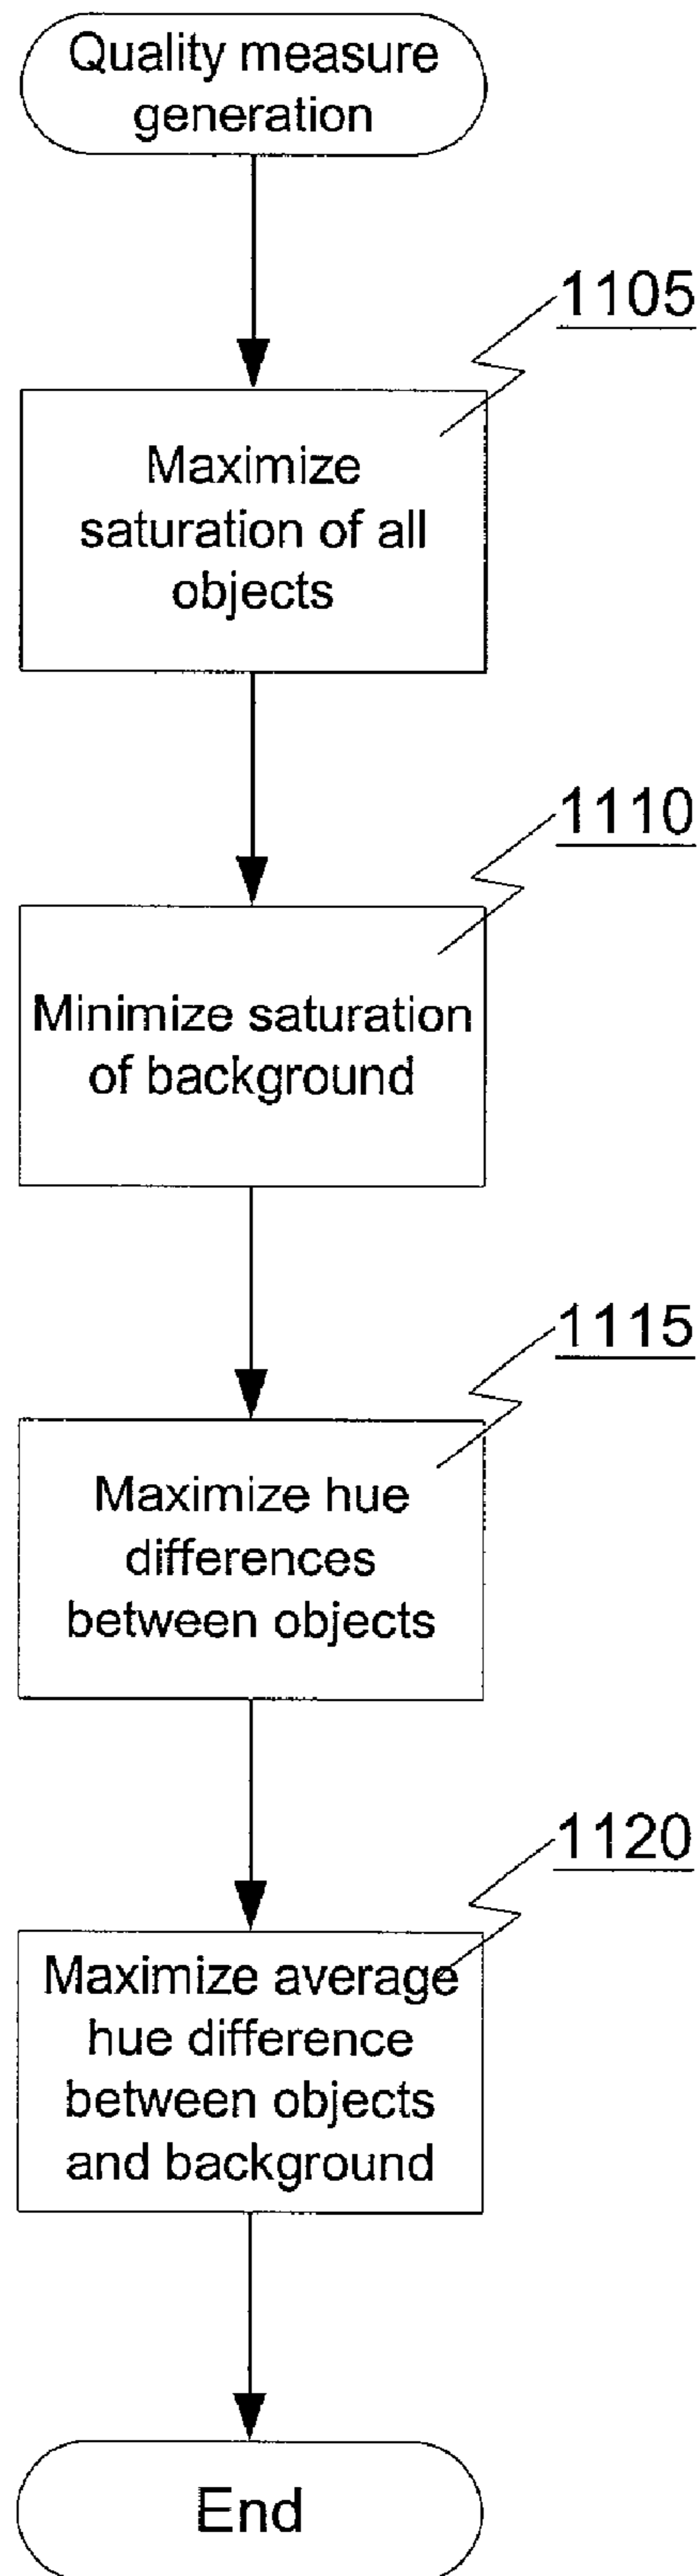 Quality measure
generation
1105
Maximize
saturation of all
objects
1110
Minimize saturation
of background
1115
Maximize hue
differences
between objects
1120
Maximize average
hue difference
between objects
and background
End